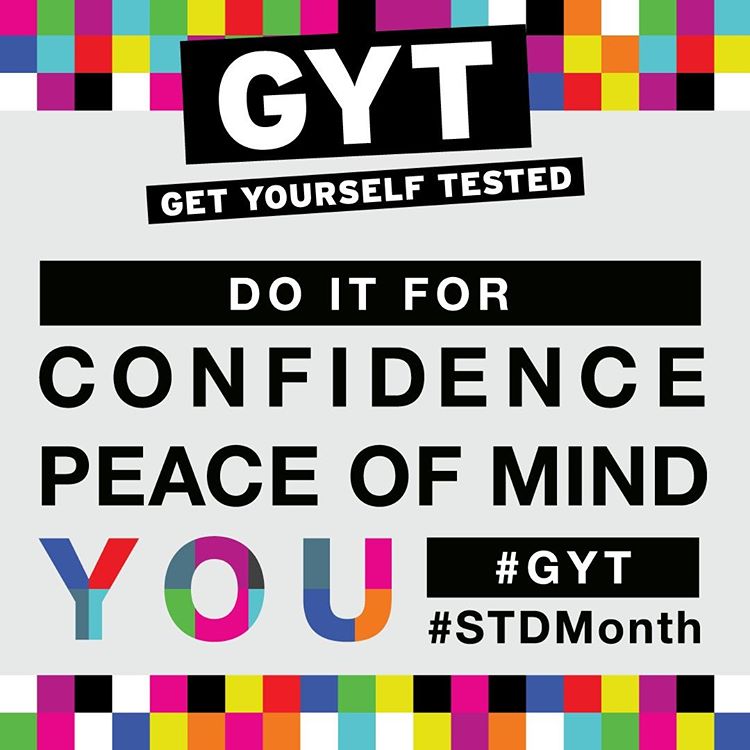 GYT
GET YOURSELF TESTED
DO IT FOR
CONFIDENCE
PEACE OF MIND
YOU
#GYT
#STDMonth